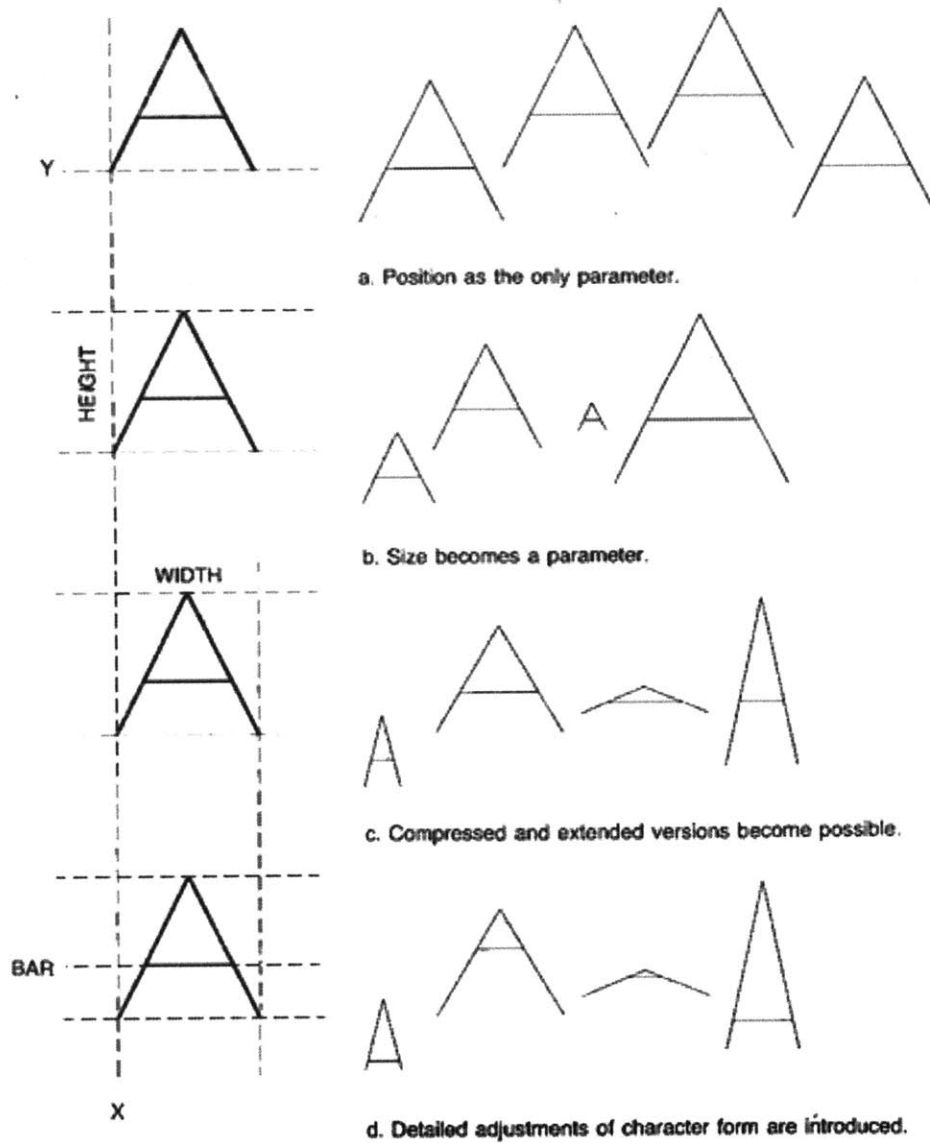 Y
a. Position as the only parameter.
HEIGHT
b. Size becomes a parameter.
WIDTH
c. Compressed and extended versions become possible.
BAR
X
d. Detailed adjustments of character form are introduced.